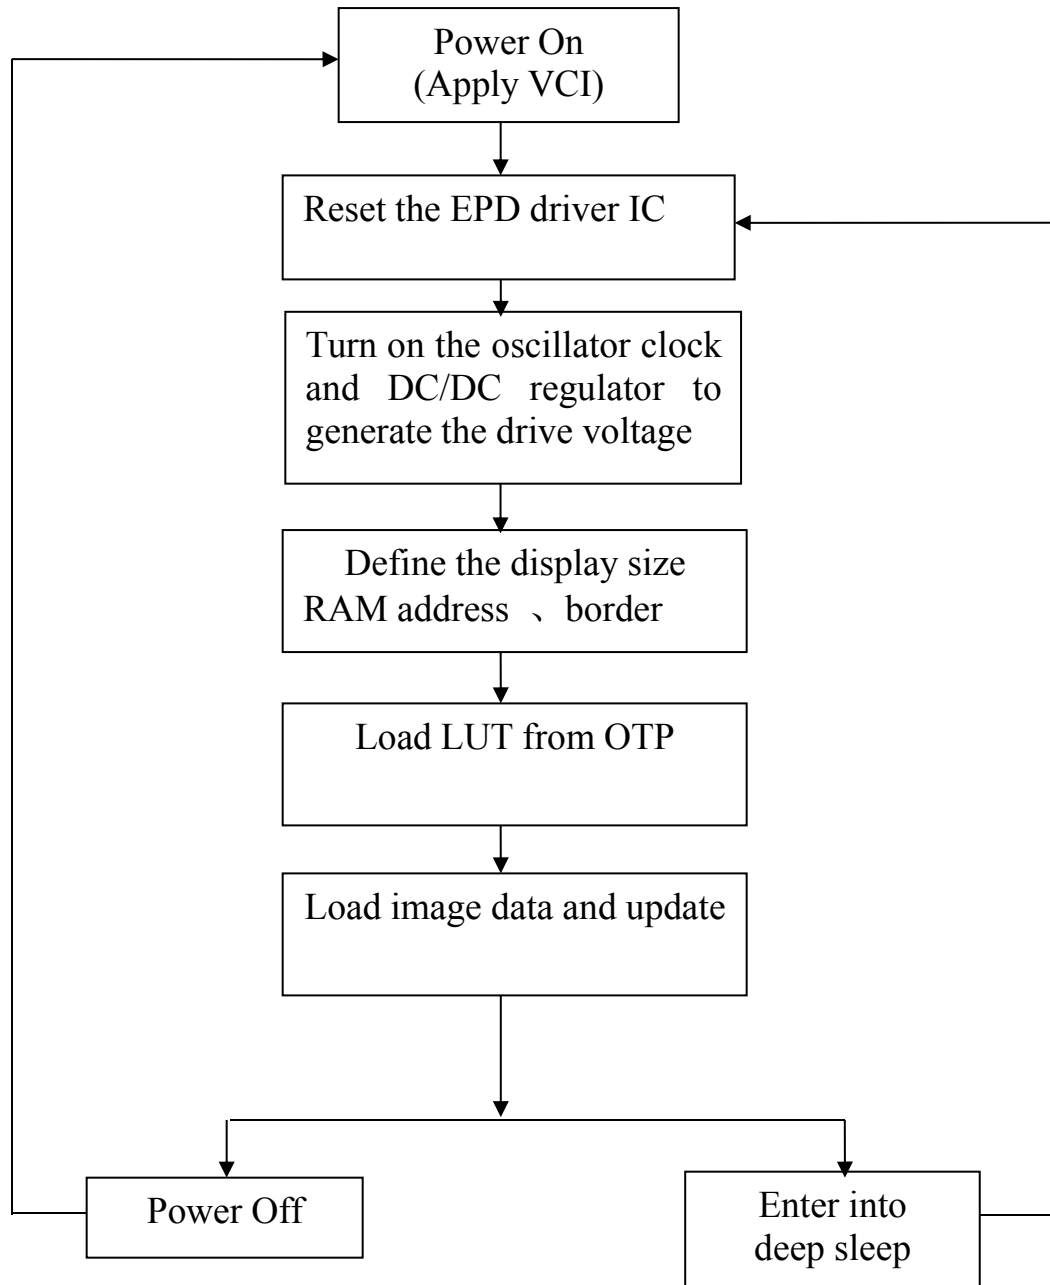 Power On
(Apply VCI)
Reset the EPD driver IC
Turn on the oscillator clock
and DC/DC regulator to
generate the drive voltage
Define the display size
RAM address 、border
Load LUT from OTP
Load image data and update
Power Off
Enter into
deep sleep